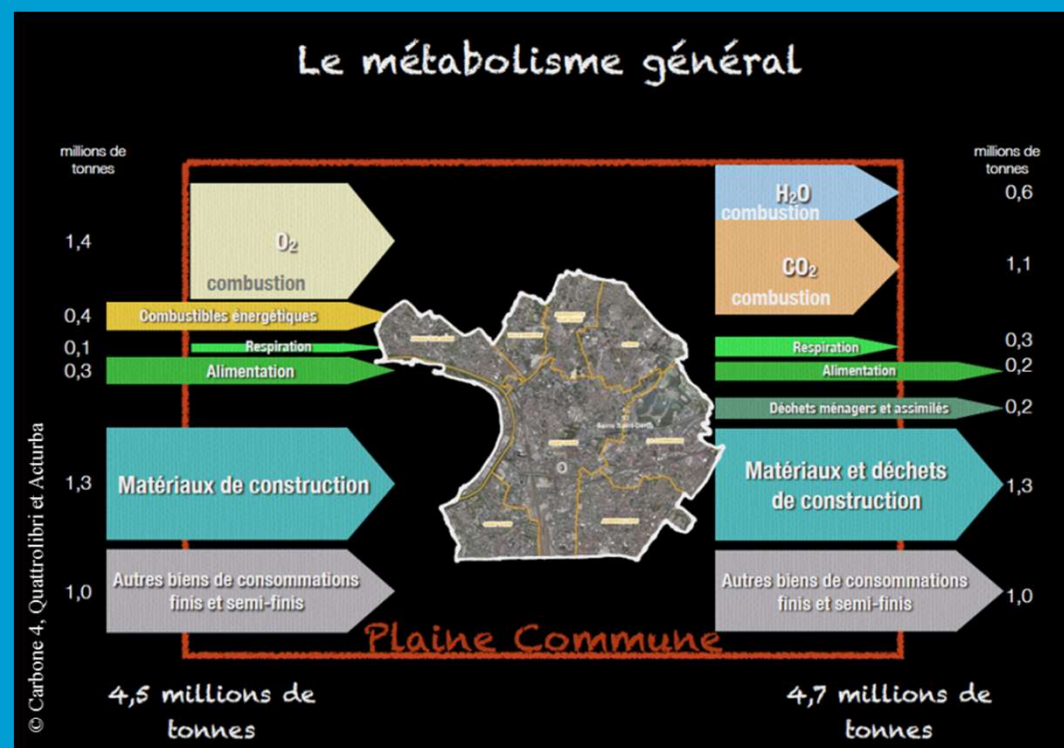 Le métabolisme général
millions de
tonnes
1,4
O₂
combustion
0,4
Combustibles énergétiques
0,1
Respiration
0,3
Alimentation
1,3
Matériaux de construction
1,0
Autres biens de consommations
finis et semi-finis
4,5 millions de
tonnes
Plaine Commune
millions de
tonnes
H₂O
combustion
0,6
CO₂
combustion
1,1
Respiration
0,3
Alimentation
0,2
Déchets ménagers et assimilés
0,2
Matériaux et déchets
de construction
1,3
Autres biens de consommations
finis et semi-finis
1,0
4,7 millions de
tonnes
© Carbone 4, Quattrolibri et Acturba